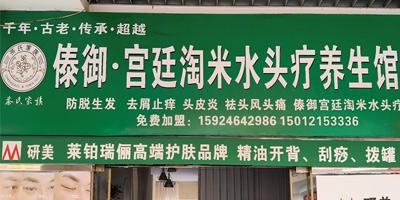 千年·古老·传承·超越
傣御·宫廷淘米水头疗养生馆
防脱生发 去屑止痒 头皮炎 祛头风头痛 傣御宫廷淘米水头疗
免费加盟：15924642986 15012153336
研美 莱铂瑞俪高端护肤品牌 精油开背、刮痧、拔罐